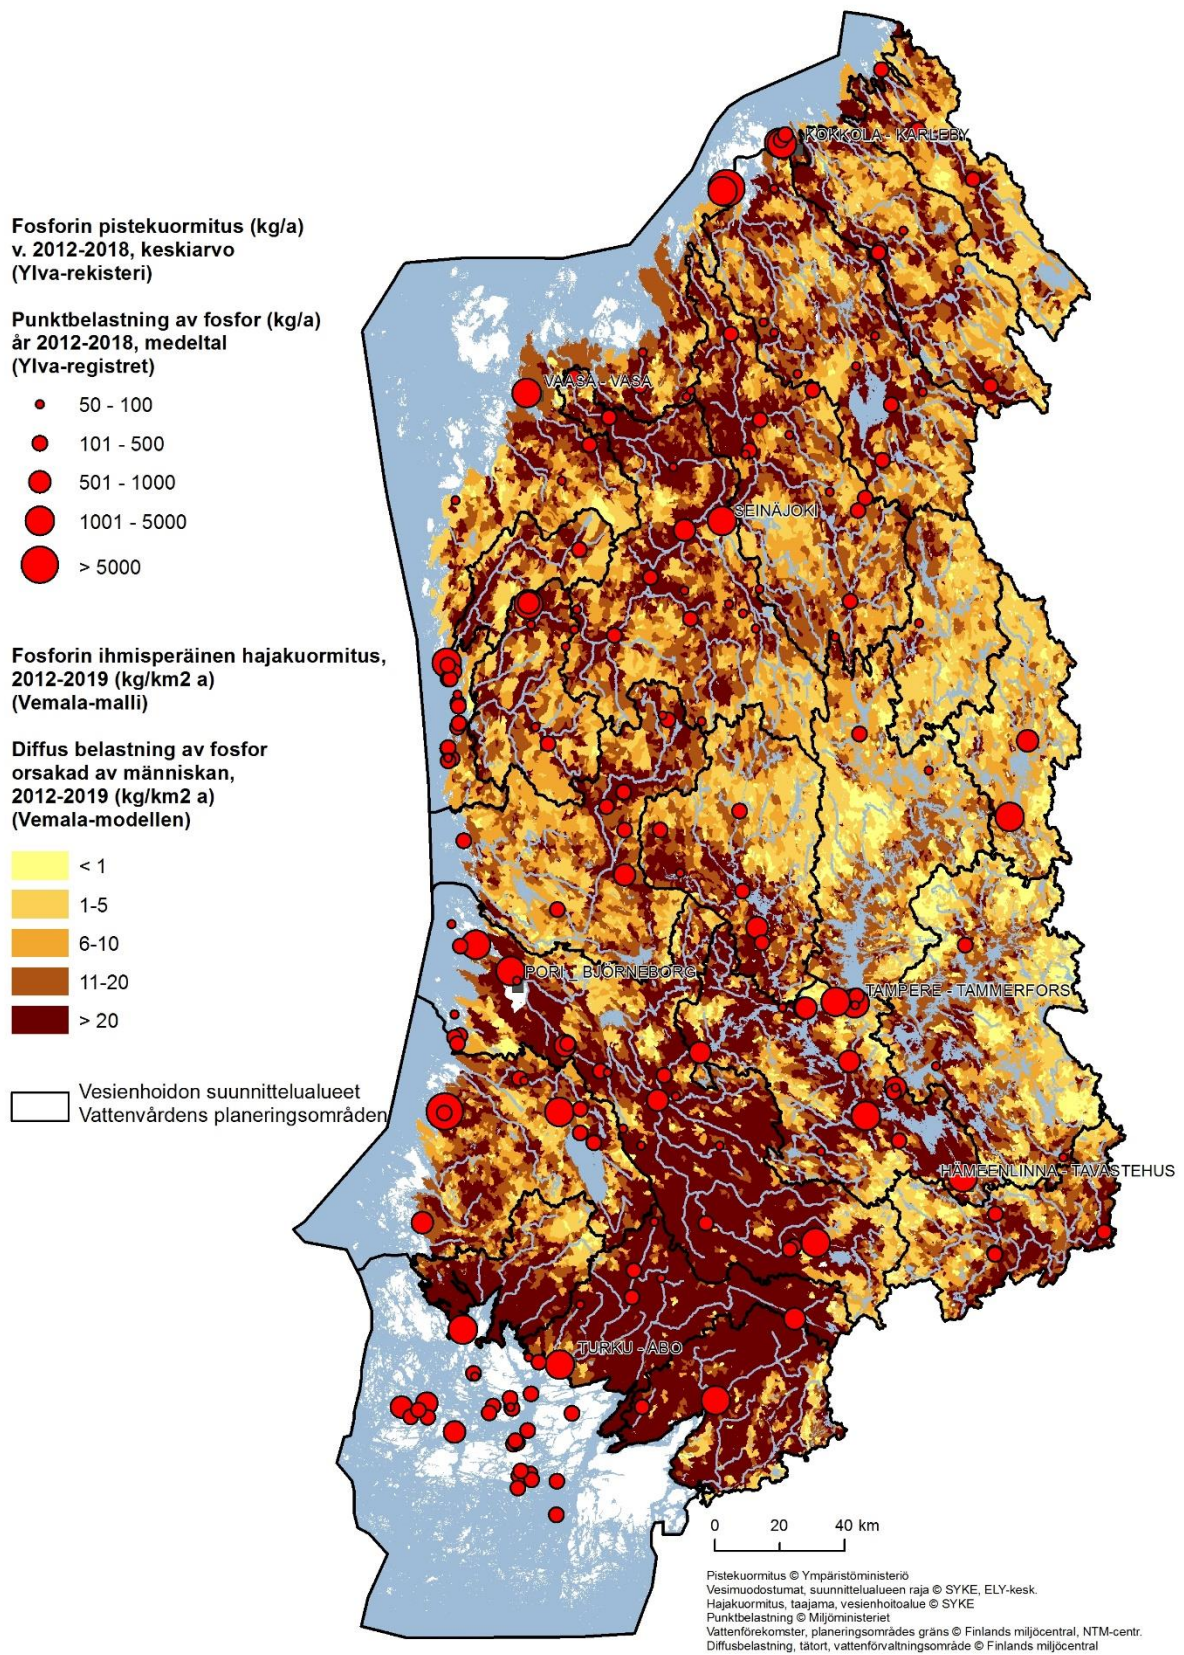 Fosforin pistekuormitus (kg/a)
v. 2012-2018, keskiarvo
(Ylva-rekisteri)
Punktbelastning av fosfor (kg/a)
år 2012-2018, medeltal
(Ylva-registret)
50 - 100
101 - 500
501 - 1000
1001 - 5000
> 5000
Fosforin ihmisperäinen hajakuormitus,
2012-2019 (kg/km2 a)
(Vemala-malli)
Diffus belastning av fosfor
orsakad av människan,
2012-2019 (kg/km2 a)
(Vemala-modellen)
< 1
1-5
6-10
11-20
> 20
Vesienhoidon suunnittelualueet
Vattenvårdens planeringsområden
KOKKOLA - KARLEBY
VAASA - VASA
SEINÄJOKI
PORI - BJÖRNEBORG
TAMPERE - TAMMERFORS
HÄMEENLINNA - TAVASTEHUS
TURKU - ÅBO
0 20 40 km
Pistekuormitus © Ympäristöministeriö
Vesimuodostumat, suunnittelualueen raja © SYKE, ELY-kesk.
Hajakuormitus, taajama, vesienhoitoalue © SYKE
Punktbelastning © Miljöministeriet
Vattenförekomster, planeringsområdes gräns © Finlands miljöcentral, NTM-centr.
Diffusbelastning, tätort, vattenförvaltningsområde © Finlands miljöcentral